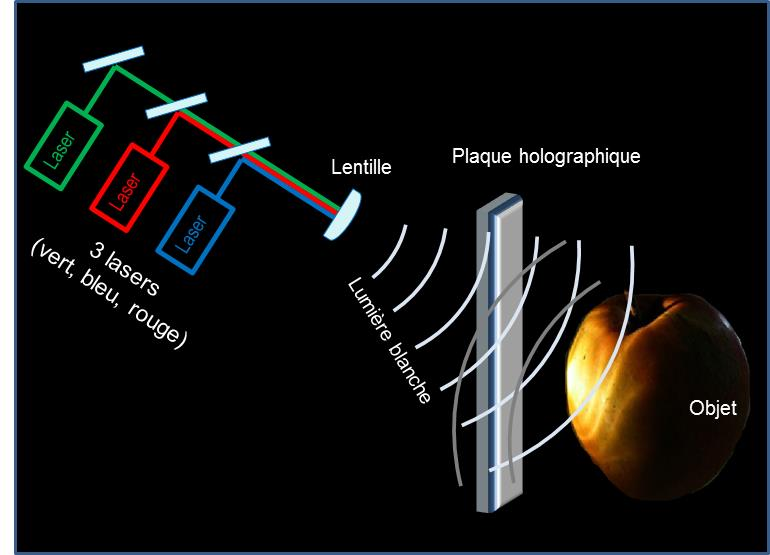 Laser
Laser
Laser
3 lasers
(vert, bleu, rouge)
Lentille
Plaque holographique
Lumière blanche
Objet